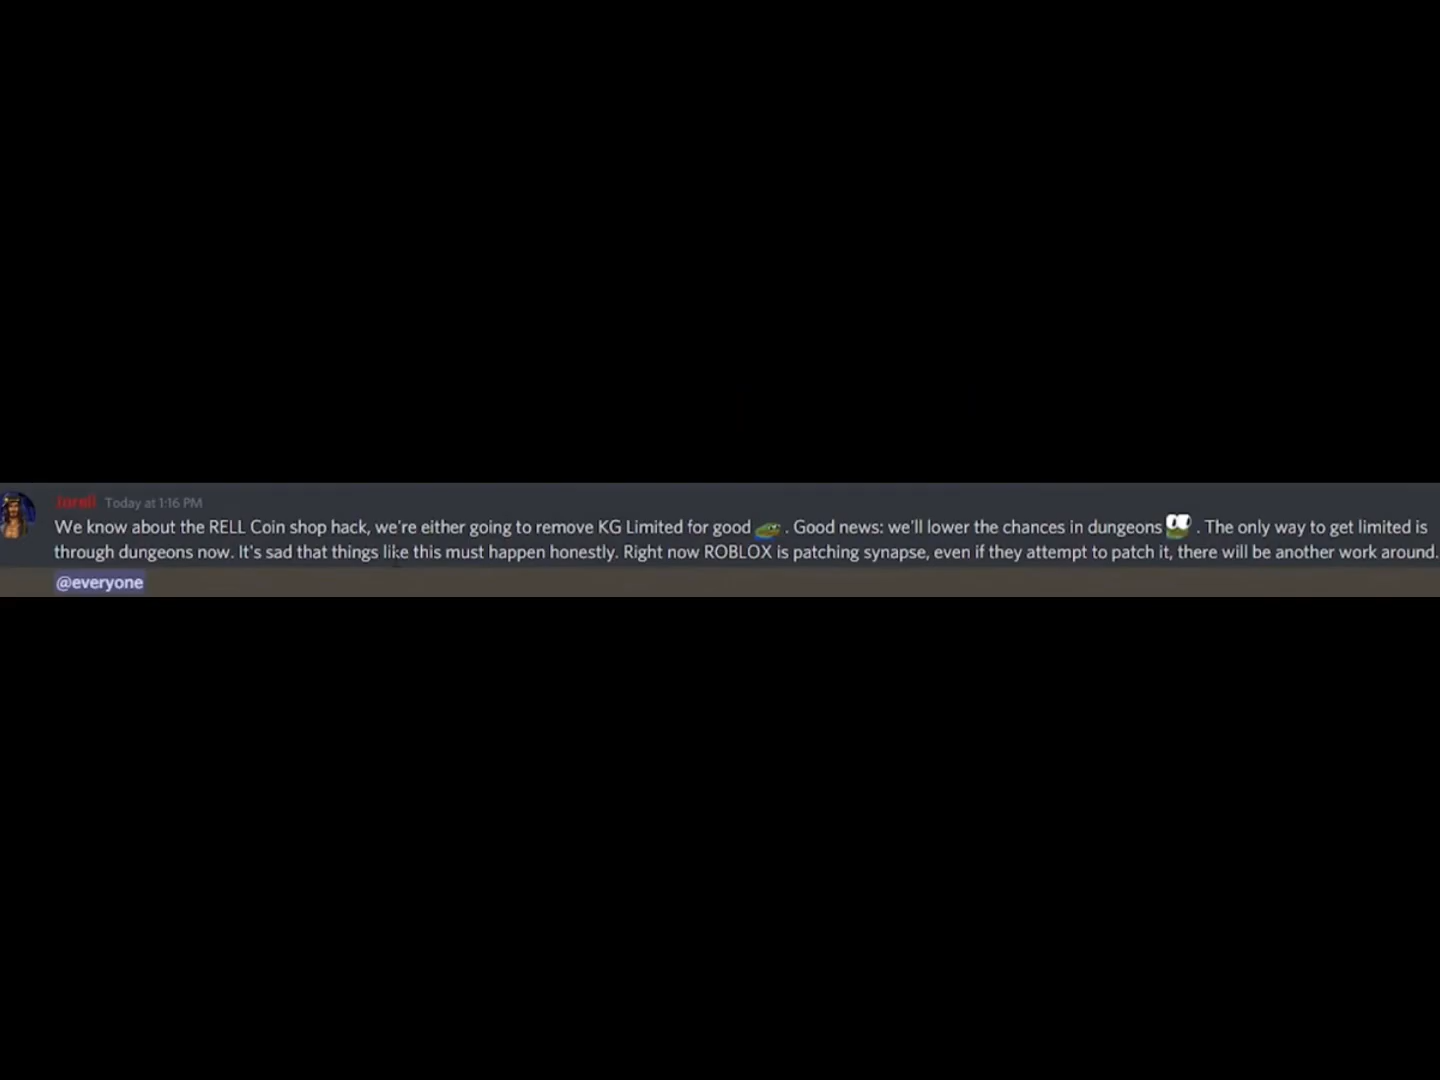 Today at 1:16 PM
We know about the RELL Coin shop hack, we're either going to remove KG Limited for good . Good news: we'll lower the chances in dungeons . The only way to get limited is
through dungeons now. It's sad that things like this must happen honestly. Right now ROBLOX is patching synapse, even if they attempt to patch it, there will be another work around.
@everyone